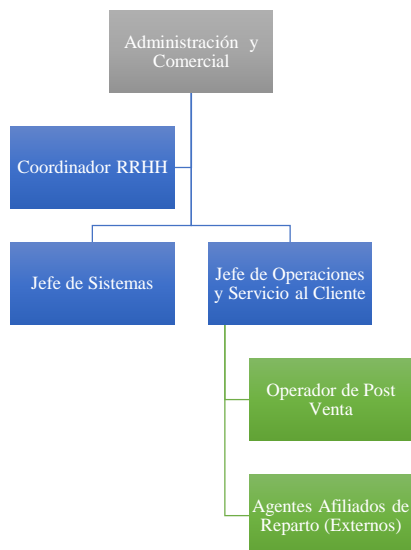 Administración y
Comercial
Coordinador RRHH
Jefe de Sistemas
Jefe de Operaciones
y Servicio al Cliente
Operador de Post
Venta
Agentes Afiliados de
Reparto (Externos)